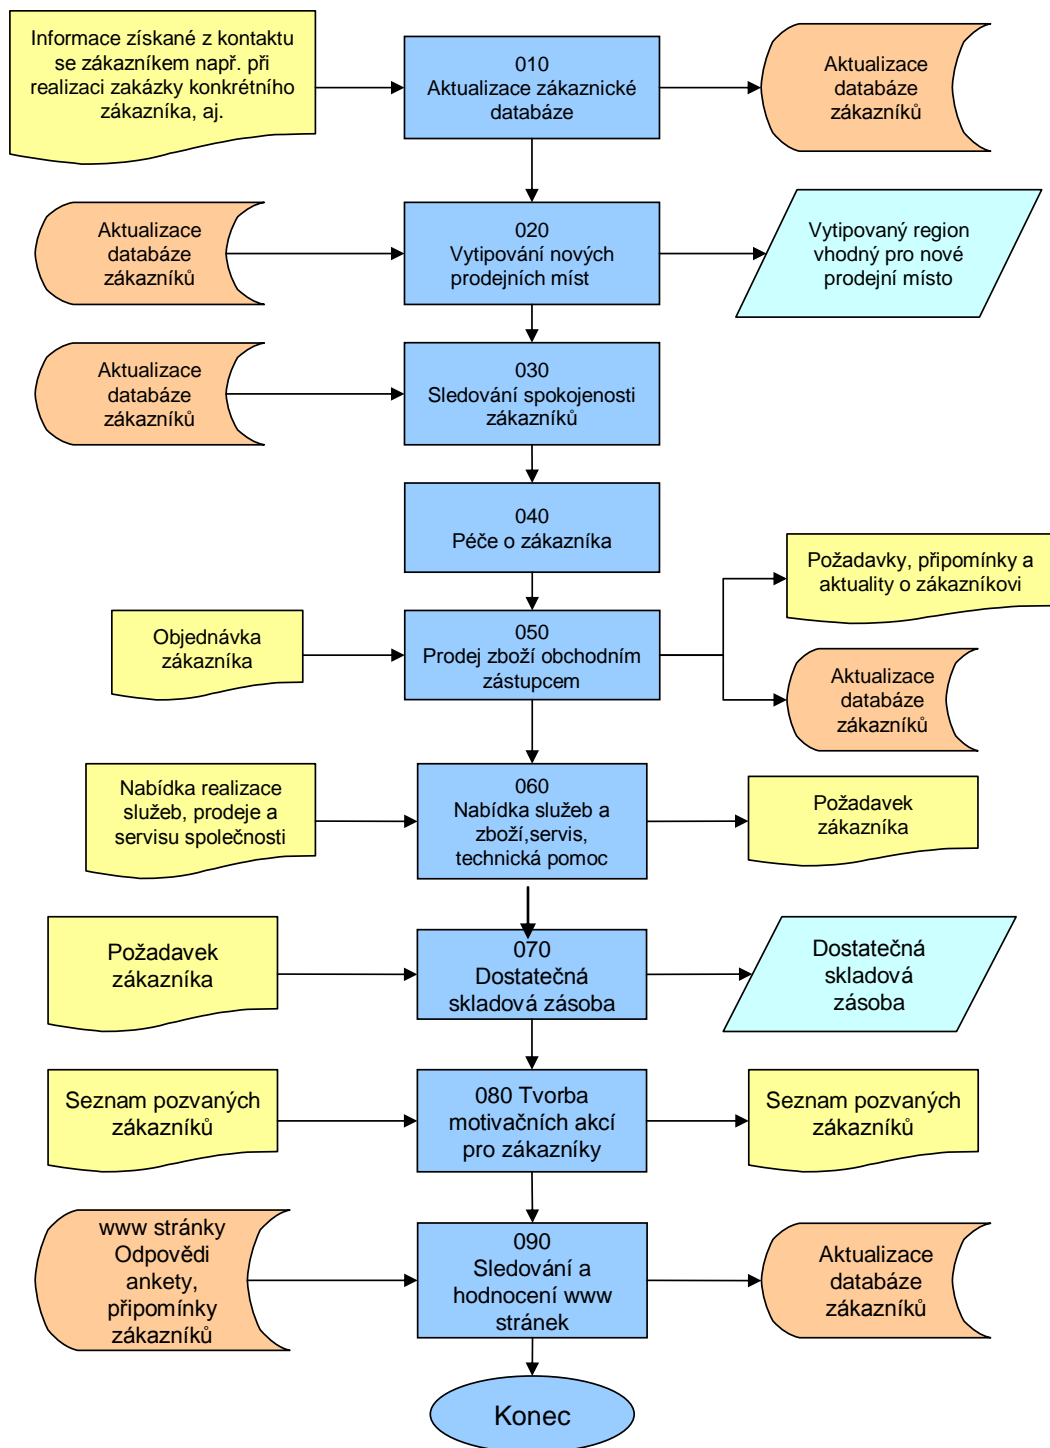 Informace získané z kontaktu
se zákazníkem např. při
realizaci zakázky konkrétního
zákazníka, aj.
010
Aktualizace zákaznické
databáze
Aktualizace
databáze
zákazníků
Aktualizace
databáze
zákazníků
020
Vytipování nových
prodejních míst
Vytipovaný region
vhodný pro nové
prodejní místo
Aktualizace
databáze
zákazníků
030
Sledování spokojenosti
zákazníků
040
Péče o zákazníka
Požadavky, připomínky a
aktuality o zákazníkovi
Objednávka
zákazníka
050
Prodej zboží obchodním
zástupcem
Aktualizace
databáze
zákazníků
Nabídka realizace
služeb, prodeje a
servisu společnosti
060
Nabídka služeb a
zboží,servis,
technická pomoc
Požadavek
zákazníka
Požadavek
zákazníka
070
Dostatečná
skladová zásoba
Dostatečná
skladová
zásoba
Seznam pozvaných
zákazníků
080 Tvorba
motivačních akcí
pro zákazníky
Seznam pozvaných
zákazníků
www stránky
Odpovědi
ankety,
připomínky
zákazníků
090
Sledování a
hodnocení www
stránek
Aktualizace
databáze
zákazníků
Konec